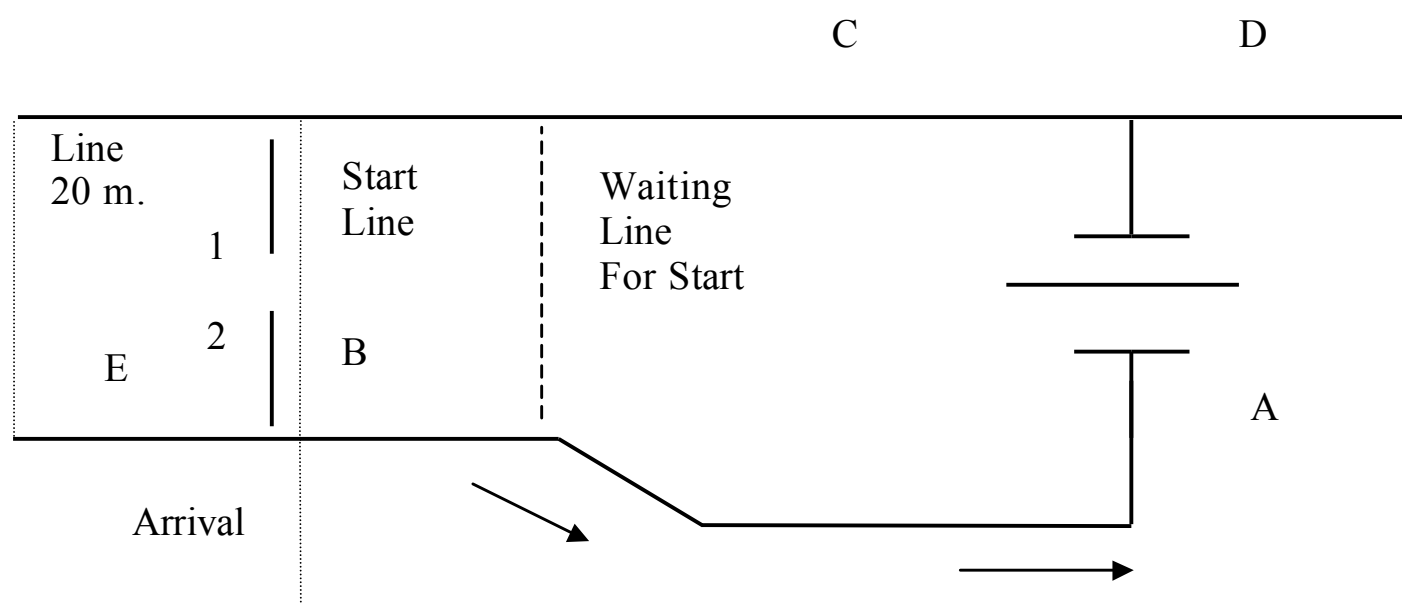 C
D
Line
20 m.
1
Start
Line
Waiting
Line
For Start
2
E
B
A
Arrival